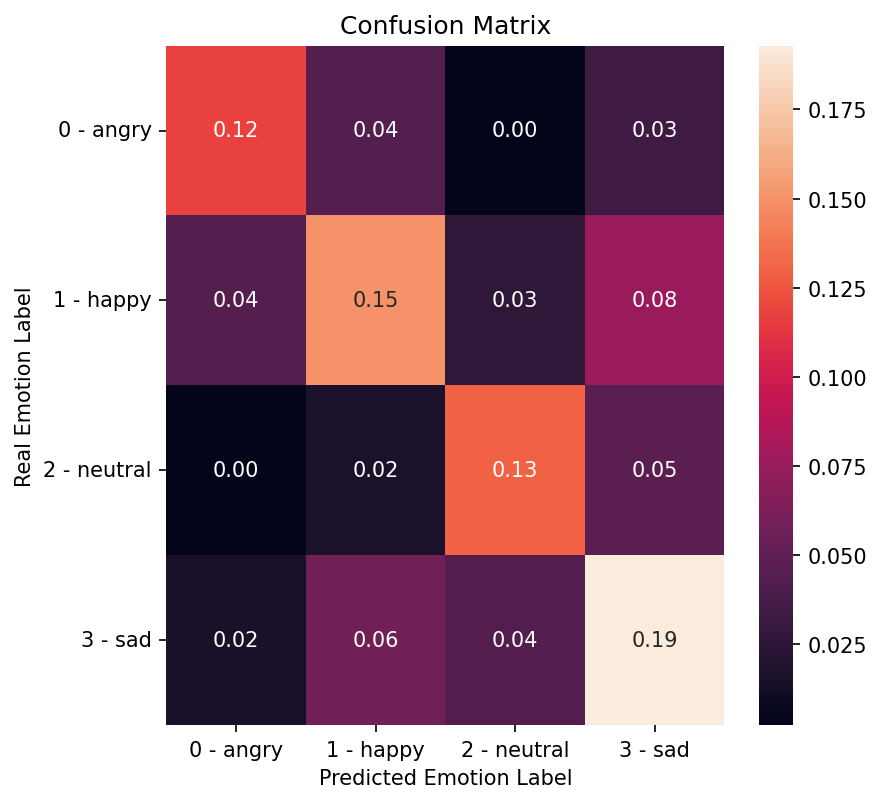 Confusion Matrix
Real Emotion Label
0 - angry 0.12 0.04 0.00 0.03
1 - happy 0.04 0.15 0.03 0.08
2 - neutral 0.00 0.02 0.13 0.05
3 - sad 0.02 0.06 0.04 0.19
0 - angry 1 - happy 2 - neutral 3 - sad
Predicted Emotion Label
0.175
0.150
0.125
0.100
0.075
0.050
0.025